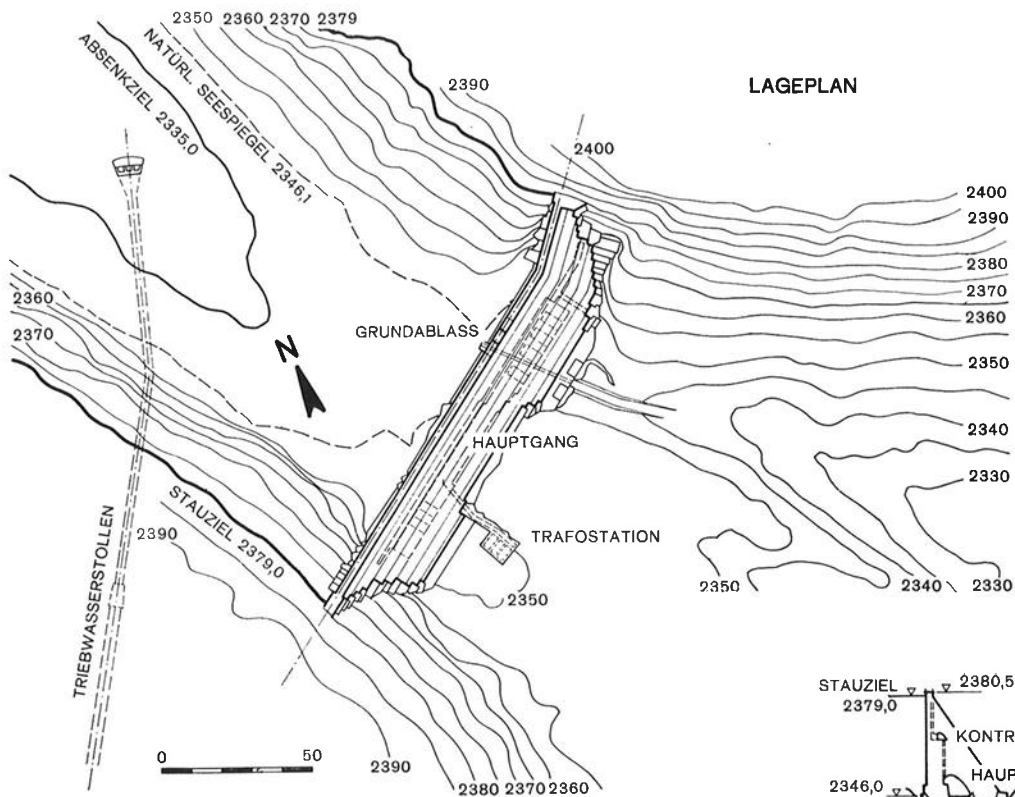 2350 2360 2370 2379
ABSENKZIEL 2335,0
NATÜRL. SEESPIEGEL 2346,1
2390
LAGEPLAN
2400
2400
2390
2380
2370
2360
2350
2340
2330
2360
2370
GRUNDABLASS
N
HAUPTGANG
STAUZIEL 2379,0
2390
TRAFOSTATION
TRIEBWASSERSTOLLEN
2350
2350
2340
2330
0 50
2390
2380 2370 2360
STAUZIEL
2379,0
2380,5
KONTR
HAUP
2346,0